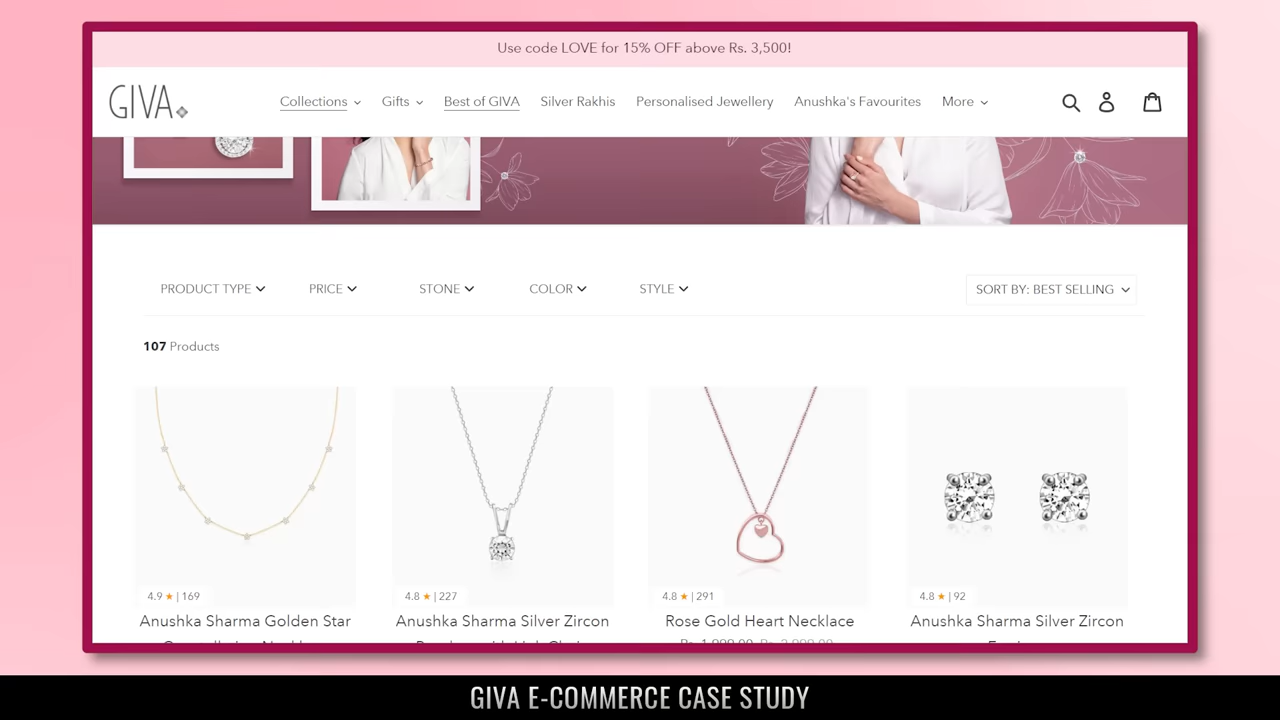 Use code LOVE for 15% OFF above Rs. 3,500!
GIVA
Collections Gifts Best of GIVA Silver Rakhis Personalised Jewellery Anushka's Favourites More
PRODUCT TYPE PRICE STONE COLOR STYLE SORT BY: BEST SELLING
107 Products
4.9 ★ | 169 4.8 ★ | 227 4.8 ★ | 291 4.8 ★ | 92
Anushka Sharma Golden Star Anushka Sharma Silver Zircon Rose Gold Heart Necklace Anushka Sharma Silver Zircon
GIVA E-COMMERCE CASE STUDY